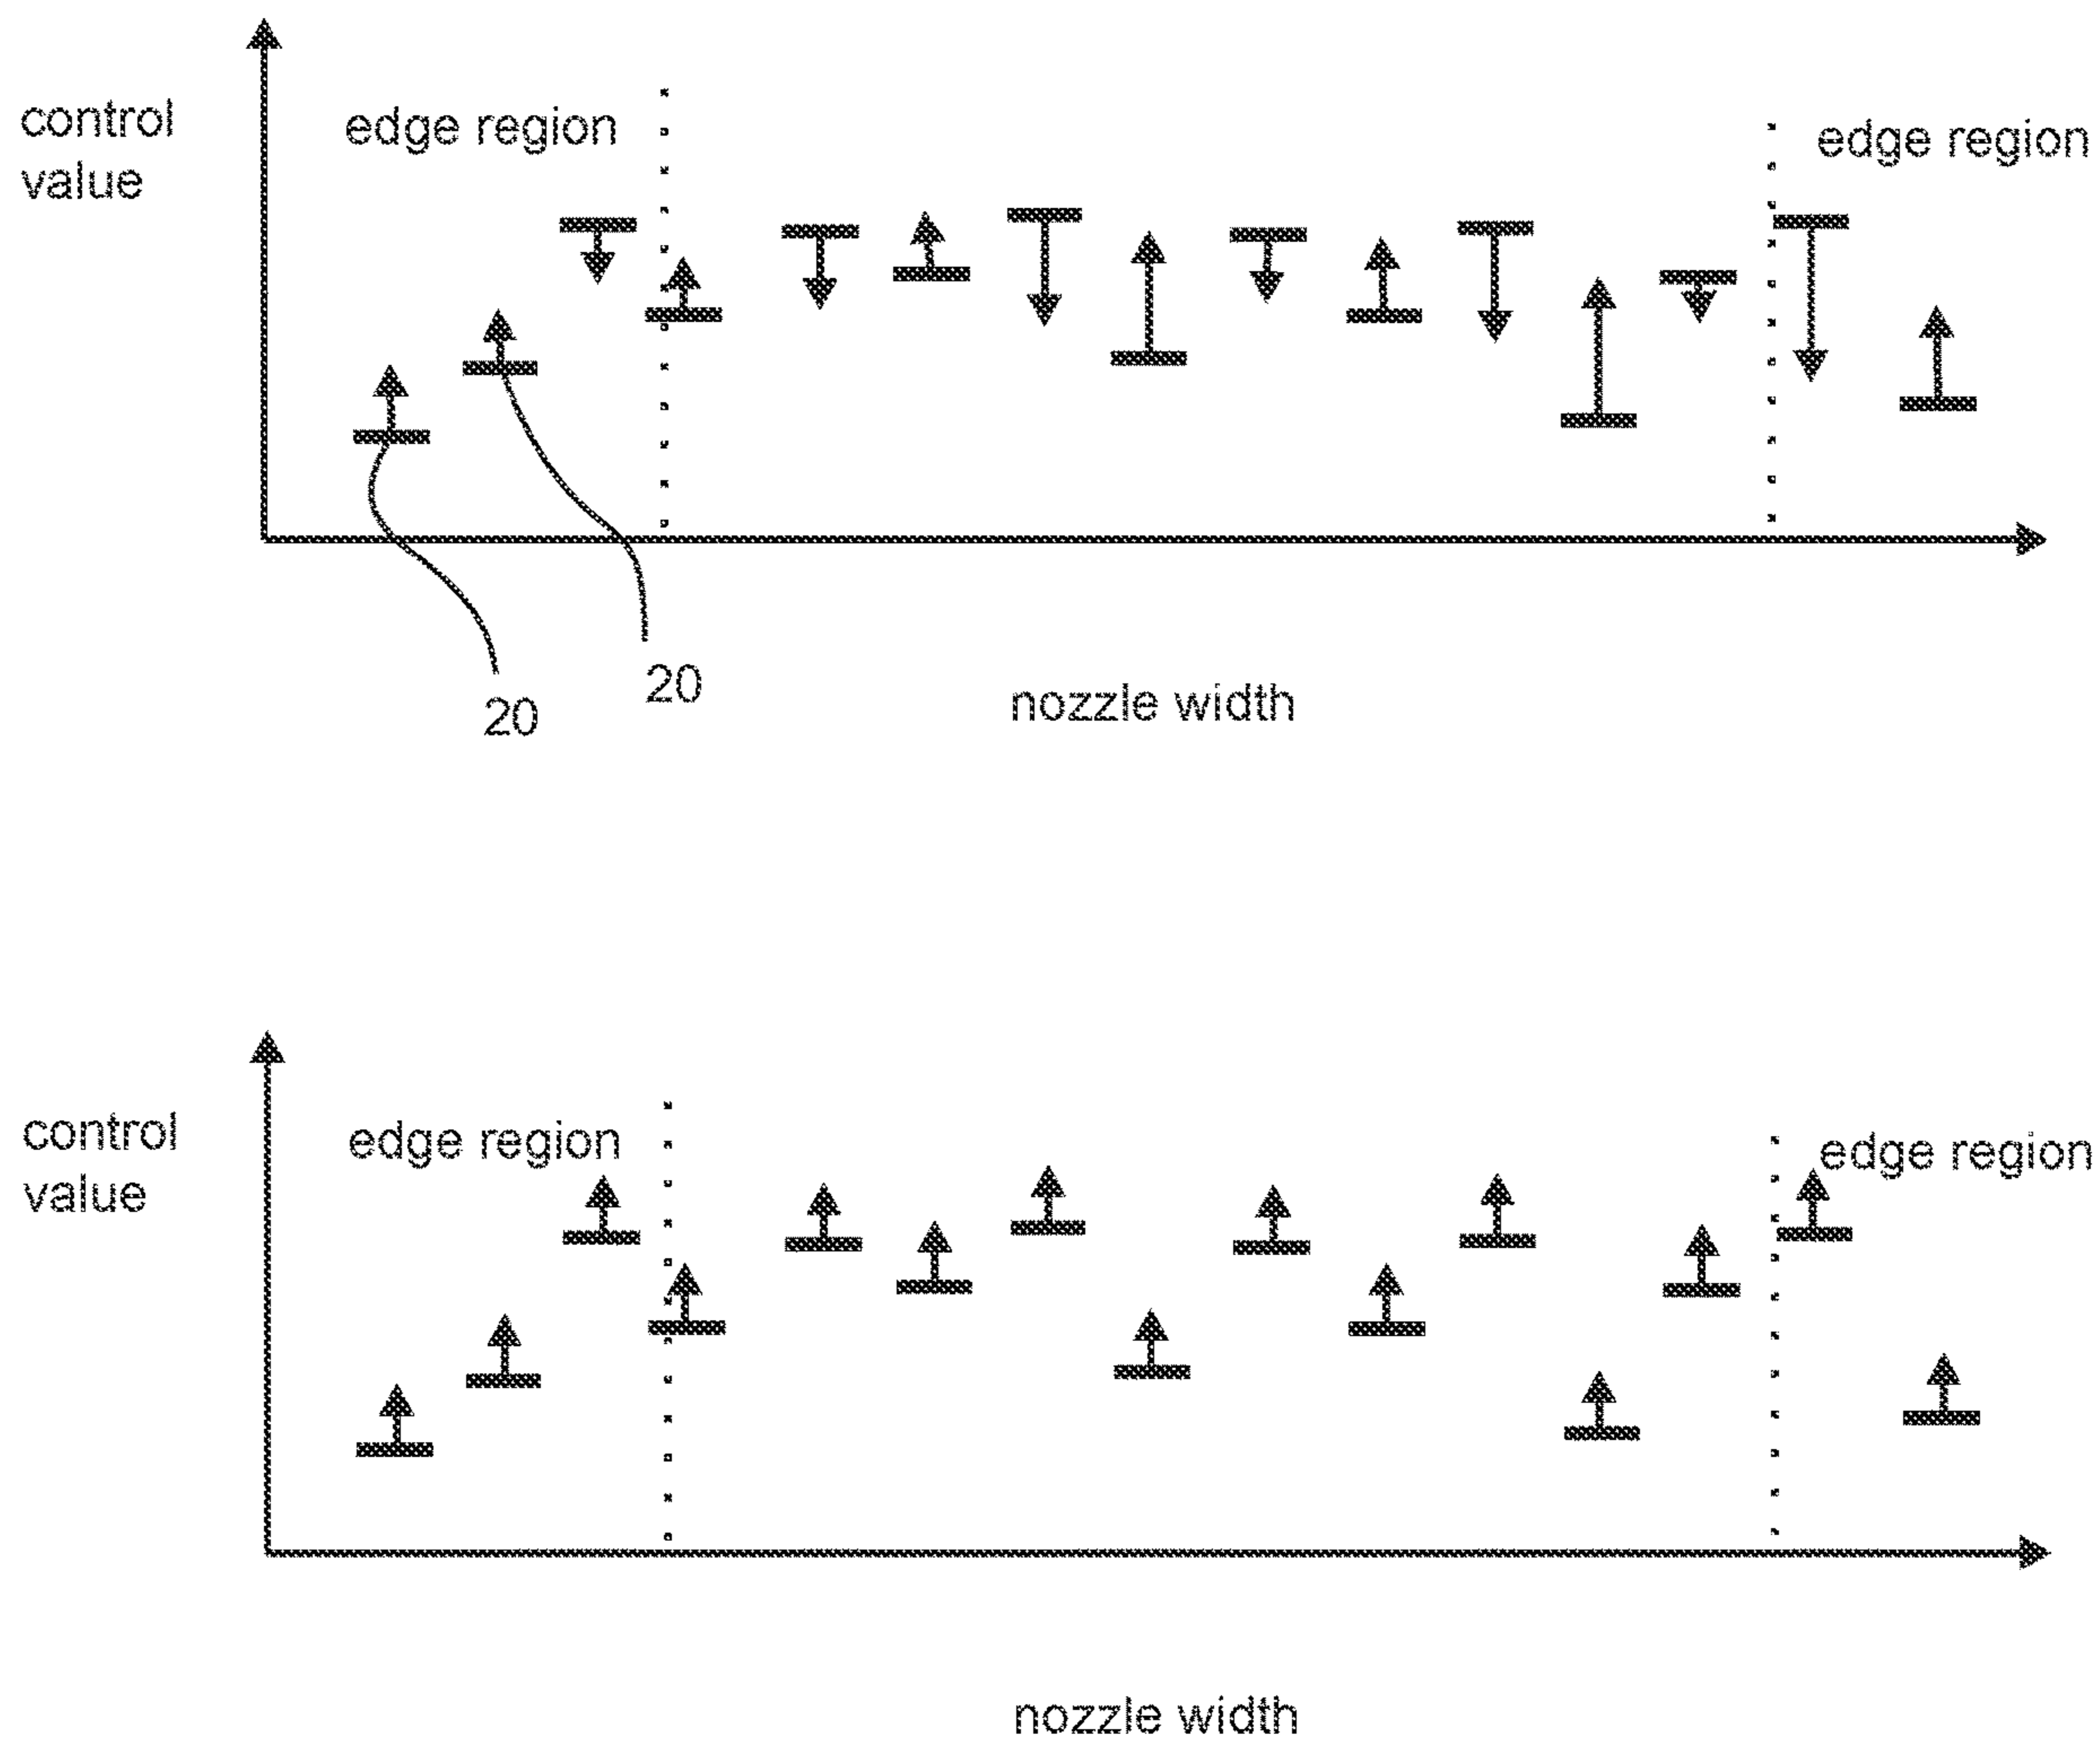 control
value
edge region
edge region
20
20
nozzle width
control
value
edge region
edge region
nozzle width